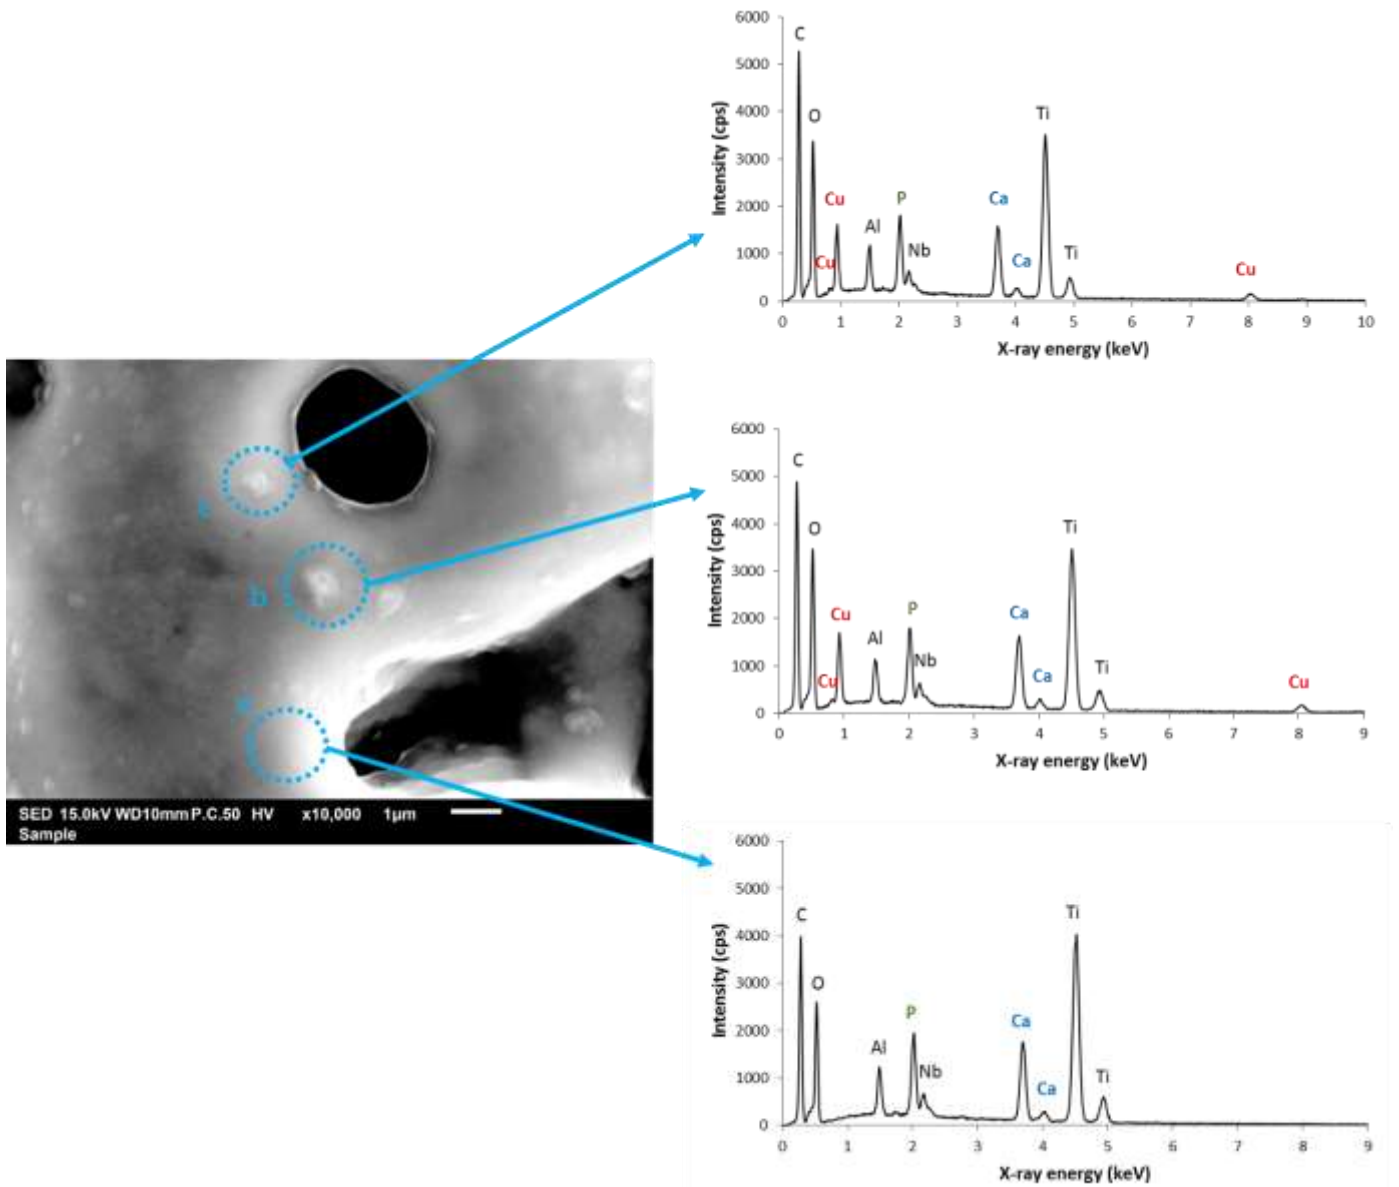 6000
5000
4000
3000
2000
1000
0
Intensity (cps)
C
O
Cu
Cu
Al
P
Nb
Ca
Ca
Ti
Ti
Cu
0 1 2 3 4 5 6 7 8 9 10
X-ray energy (keV)
b
SED 15.0kV WD10mm P.C.50 HV x10,000 1µm
Sample
6000
5000
4000
3000
2000
1000
0
Intensity (cps)
C
O
Cu
Cu
Al
P
Nb
Ca
Ca
Ti
Ti
Cu
0 1 2 3 4 5 6 7 8 9
X-ray energy (keV)
6000
5000
4000
3000
2000
1000
0
Intensity (cps)
C
O
Al
P
Nb
Ca
Ca
Ti
Ti
0 1 2 3 4 5 6 7 8 9
X-ray energy (keV)